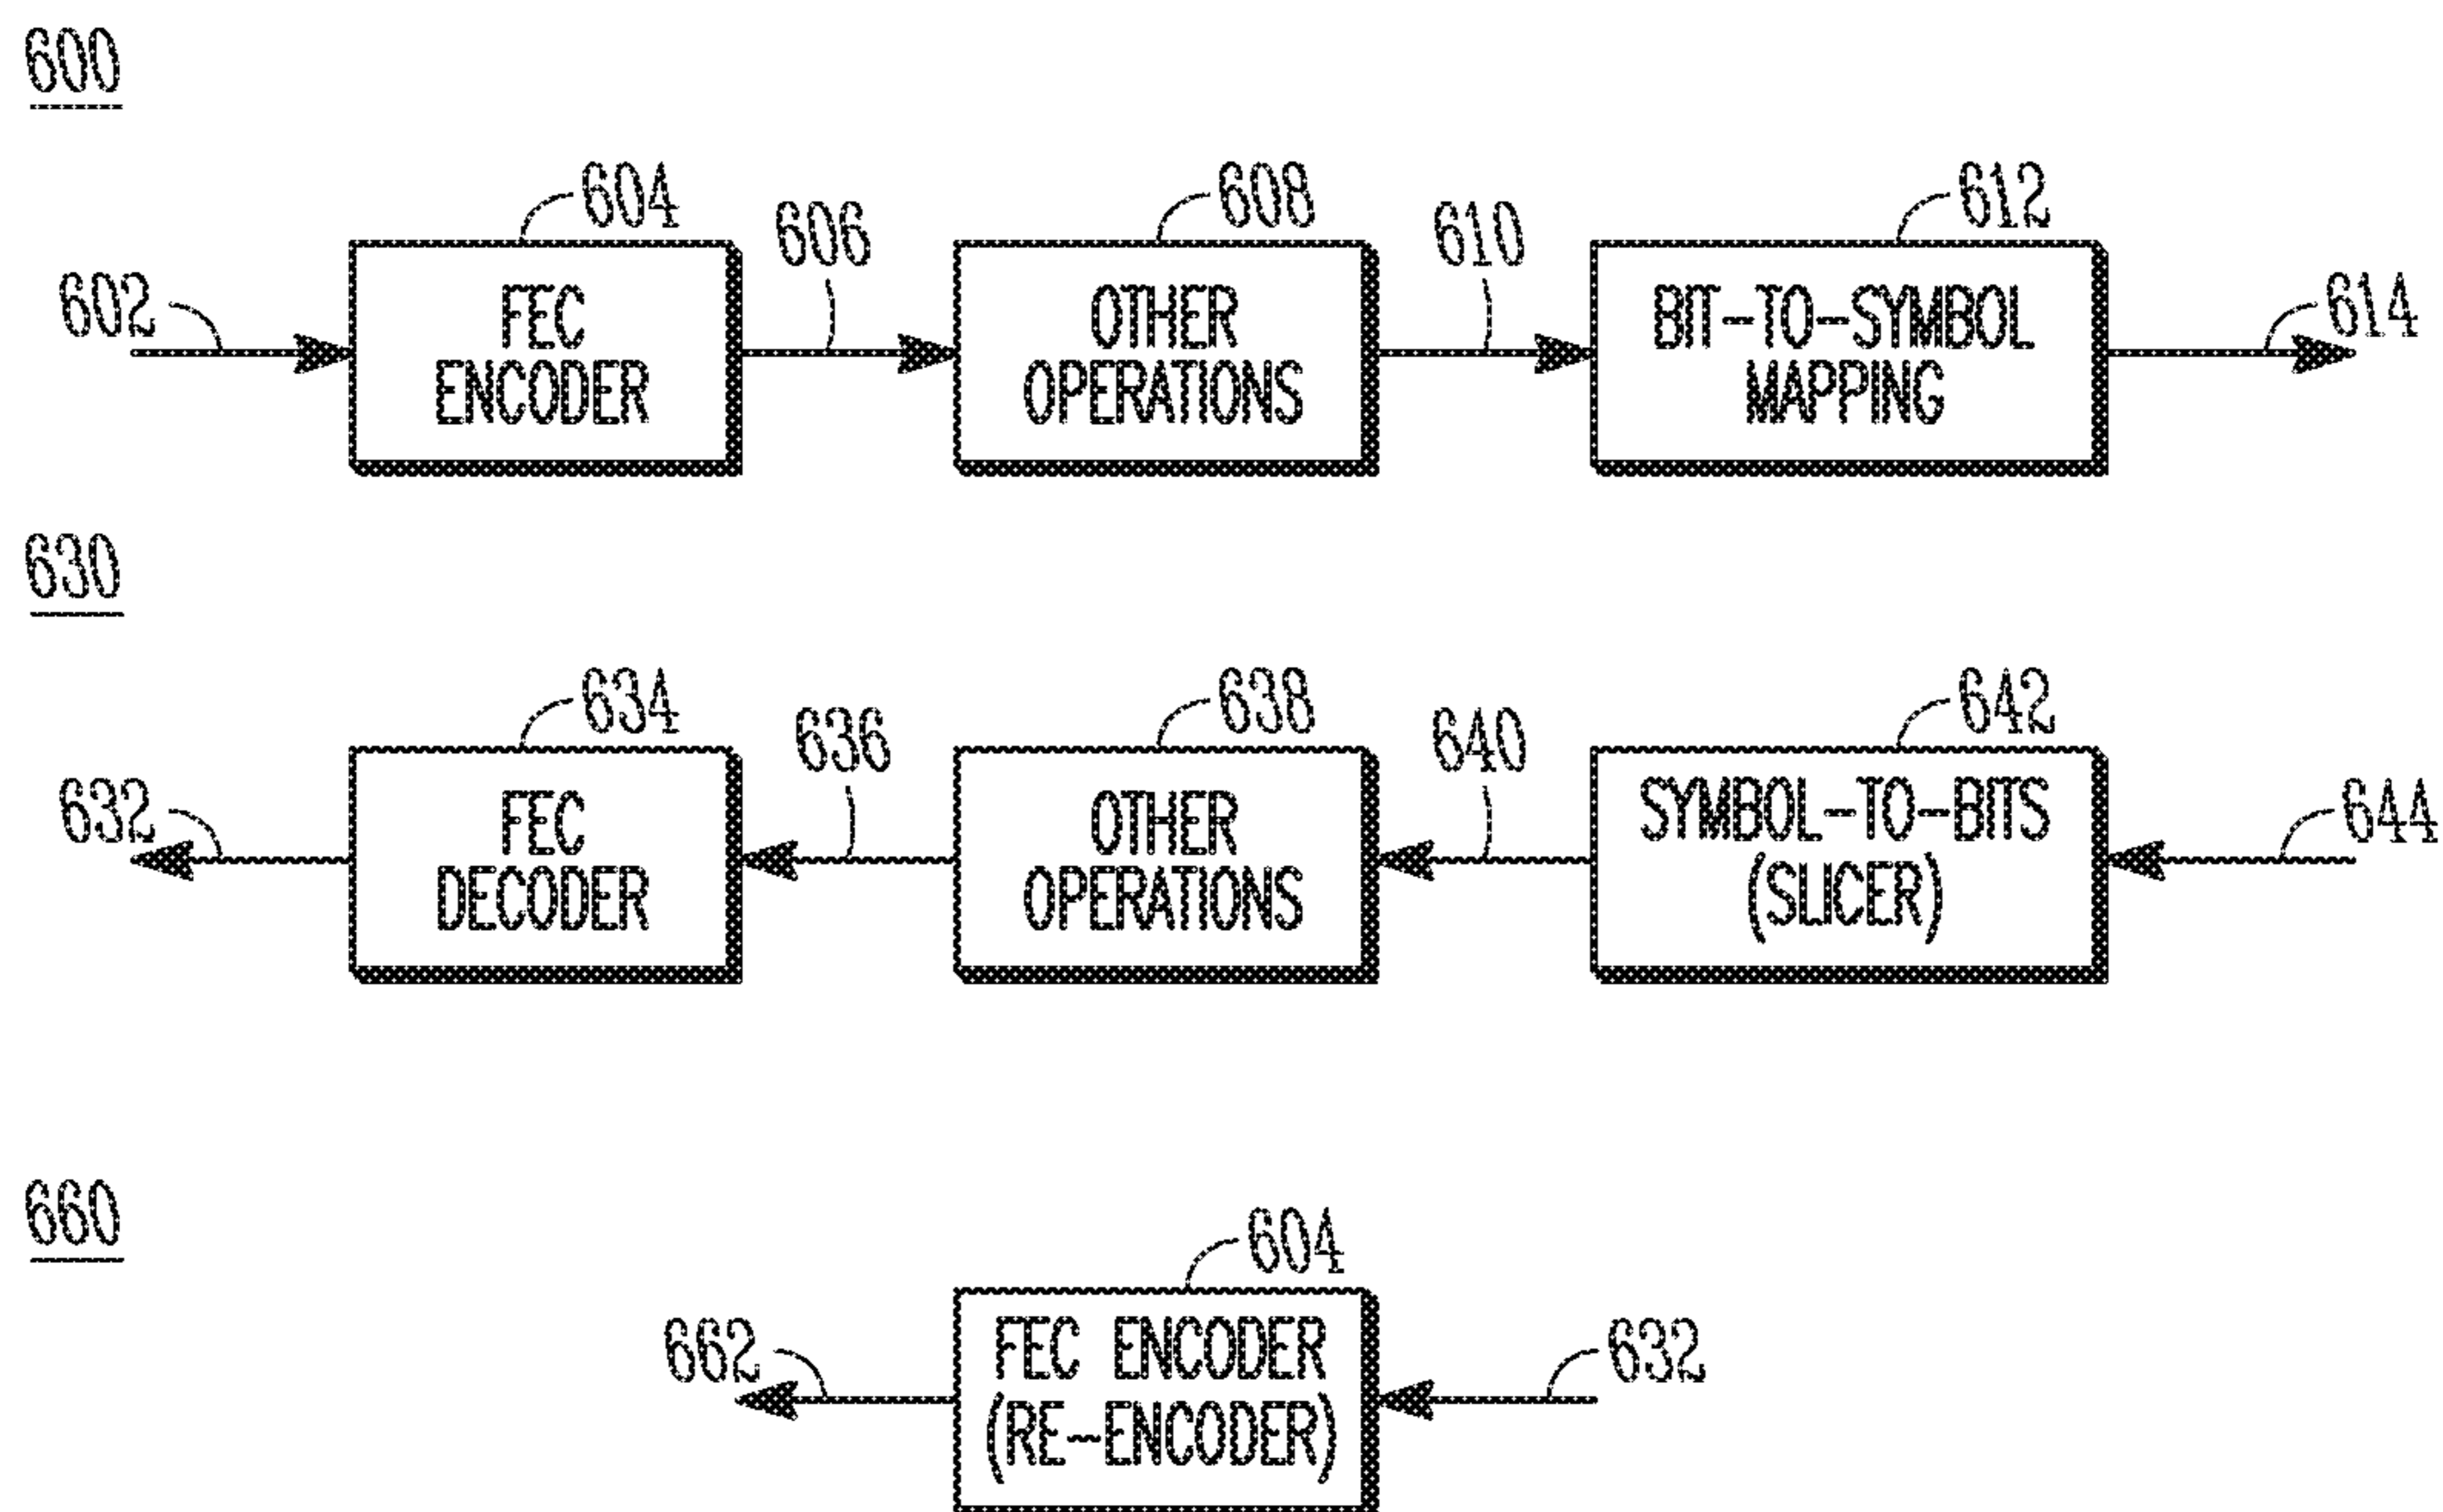 600
604
606
608
610
612
602
614
FEC
ENCODER
OTHER
OPERATIONS
BIT-TO-SYMBOL
MAPPING
630
634
636
638
640
642
632
644
FEC
DECODER
OTHER
OPERATIONS
SYMBOL-TO-BITS
(SLICER)
660
604
662
632
FEC ENCODER
(RE-ENCODER)